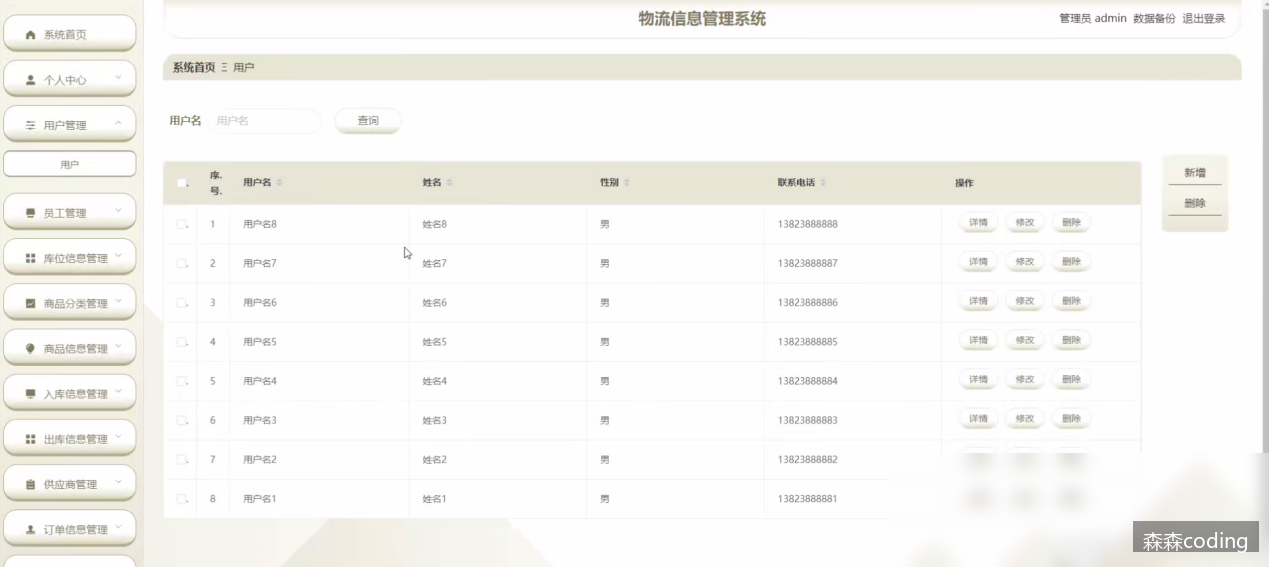 物流信息管理系统
管理员 admin 数据备份 退出登录
系统首页
个人中心
用户管理
用户
员工管理
库位信息管理
商品分类管理
商品信息管理
入库信息管理
出库信息管理
供应商管理
订单信息管理
系统首页 Ξ 用户
用户名 用户名 查询
序号. 用户名 姓名 性别 联系电话 操作
1 用户名8 姓名8 男 13823888888 详情 修改 删除
2 用户名7 姓名7 男 13823888887 详情 修改 删除
3 用户名6 姓名6 男 13823888886 详情 修改 删除
4 用户名5 姓名5 男 13823888885 详情 修改 删除
5 用户名4 姓名4 男 13823888884 详情 修改 删除
6 用户名3 姓名3 男 13823888883 详情 修改 删除
7 用户名2 姓名2 男 13823888882
8 用户名1 姓名1 男 13823888881
新增
删除
森森coding